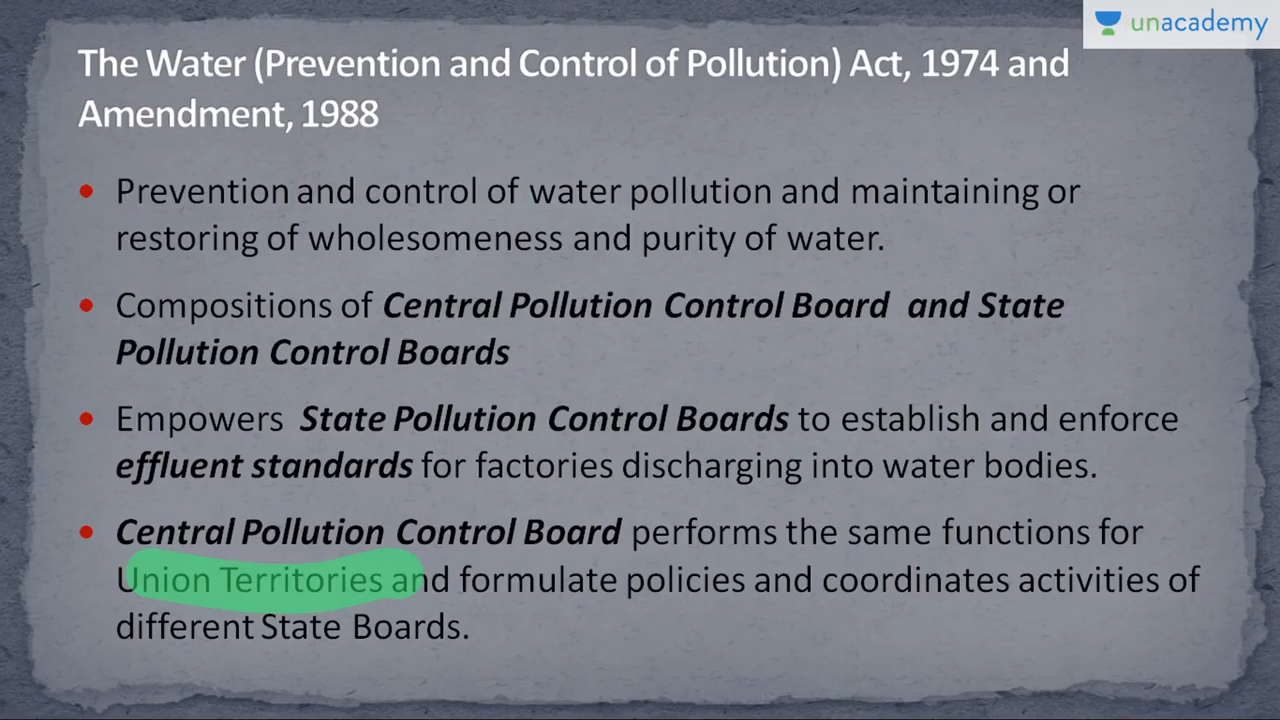 unacademy
The Water (Prevention and Control of Pollution) Act, 1974 and
Amendment, 1988
• Prevention and control of water pollution and maintaining or
restoring of wholesomeness and purity of water.
• Compositions of Central Pollution Control Board and State
Pollution Control Boards
• Empowers State Pollution Control Boards to establish and enforce
effluent standards for factories discharging into water bodies.
• Central Pollution Control Board performs the same functions for
Union Territories and formulate policies and coordinates activities of
different State Boards.